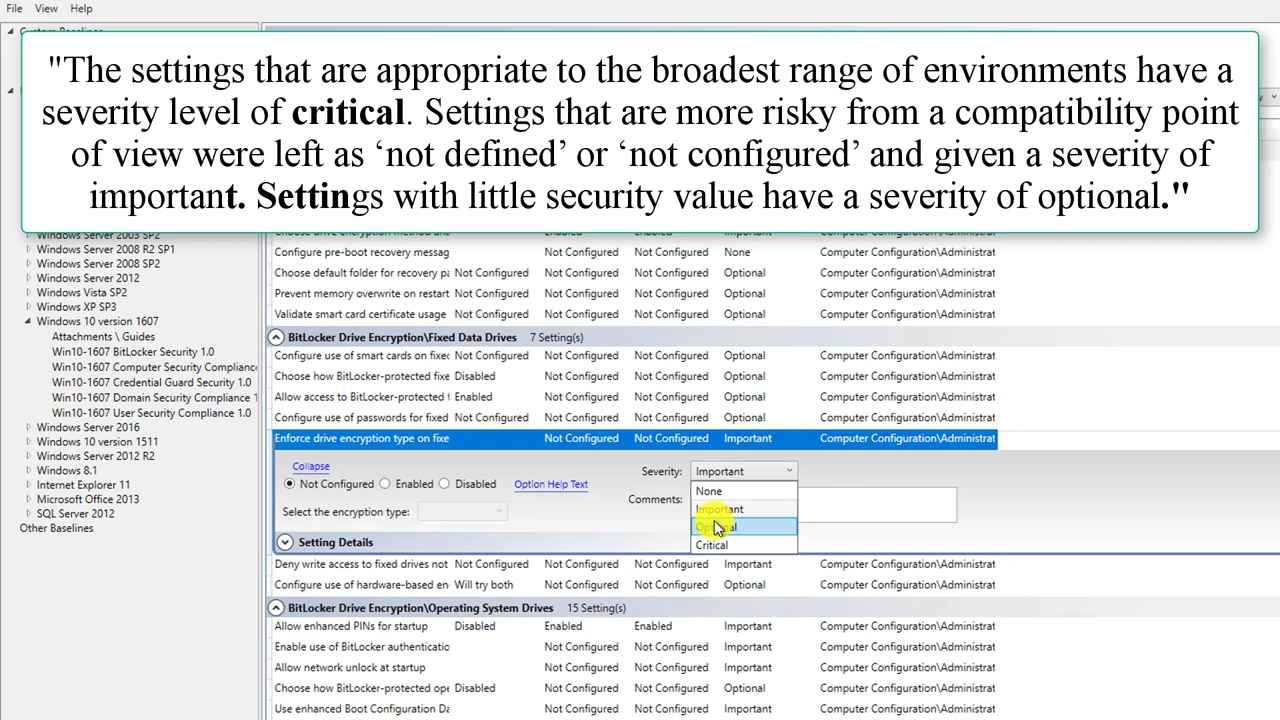 File View Help
"The settings that are appropriate to the broadest range of environments have a
severity level of critical. Settings that are more risky from a compatibility point
of view were left as ‘not defined’ or ‘not configured’ and given a severity of
important. Settings with little security value have a severity of optional."
Windows Server 2003 SP2
Windows Server 2008 R2 SP1
Windows Server 2008 SP2
Windows Server 2012
Windows Vista SP2
Windows XP SP3
Windows 10 version 1607
Attachments \ Guides
Win10-1607 BitLocker Security 1.0
Win10-1607 Computer Security Complianc
Win10-1607 Credential Guard Security 1.0
Win10-1607 Domain Security Compliance 1
Win10-1607 User Security Compliance 1.0
Windows Server 2016
Windows 10 version 1511
Windows Server 2012 R2
Windows 8.1
Internet Explorer 11
Microsoft Office 2013
SQL Server 2012
Other Baselines
Configure pre-boot recovery messag Not Configured Not Configured None Computer Configuration\Administrat
Choose default folder for recovery pa Not Configured Not Configured Not Configured Optional Computer Configuration\Administrat
Prevent memory overwrite on restart Not Configured Not Configured Not Configured Optional Computer Configuration\Administrat
Validate smart card certificate usage Not Configured Not Configured Not Configured Optional Computer Configuration\Administrat
BitLocker Drive Encryption\Fixed Data Drives 7 Setting(s)
Configure use of smart cards on fixec Not Configured Not Configured Not Configured Optional Computer Configuration\Administrat
Choose how BitLocker-protected fixe Disabled Not Configured Not Configured Optional Computer Configuration\Administrat
Allow access to BitLocker-protected f Enabled Not Configured Not Configured Optional Computer Configuration\Administrat
Configure use of passwords for fixed Not Configured Not Configured Not Configured Optional Computer Configuration\Administrat
Enforce drive encryption type on fixe Not Configured Not Configured Important Computer Configuration\Administrat
Collapse Severity: Important
Not Configured Enabled Disabled Option Help Text
None
Comments:
Important
Select the encryption type:
Optional
Critical
Setting Details
Deny write access to fixed drives not Not Configured Not Configured Important Computer Configuration\Administrat
Configure use of hardware-based en Will try both Not Configured Not Configured Optional Computer Configuration\Administrat
BitLocker Drive Encryption\Operating System Drives 15 Setting(s)
Allow enhanced PINs for startup Disabled Enabled Enabled Important Computer Configuration\Administrat
Enable use of BitLocker authenticatio Not Configured Not Configured Important Computer Configuration\Administrat
Allow network unlock at startup Not Configured Not Configured Important Computer Configuration\Administrat
Choose how BitLocker-protected ope Disabled Not Configured Not Configured Optional Computer Configuration\Administrat
Use enhanced Boot Configuration Da Not Configured Not Configured Important Computer Configuration\Administrat